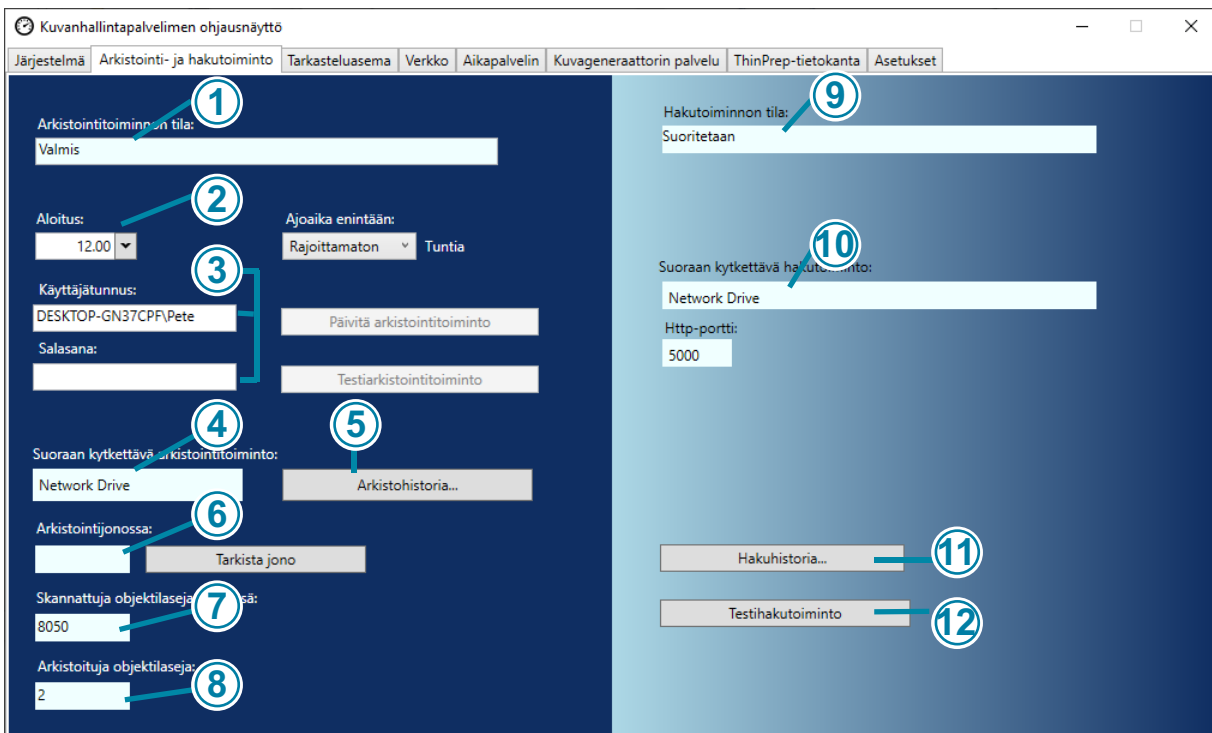 Kuvanhallintapalvelimen ohjausnäyttö
Järjestelmä Arkistointi- ja hakutoiminto Tarkasteluasema Verkko Aikapalvelin Kuvageneraattorin palvelu ThinPrep-tietokanta Asetukset
1
Arkistointitoiminnon tila:
Valmis
2
Aloitus:
12.00
Ajoaika enintään:
Rajoittamaton Tuntia
3
Käyttäjätunnus:
DESKTOP-GN37CPF\Pete
Päivitä arkistointitoiminto
Salasana:
Testiarkistointitoiminto
4
5
Suoraan kytkettävä arkistointitoiminto:
Network Drive
Arkistohistoria...
6
Arkistointijonossa:
Tarkista jono
7
Skannattuja objektilaseja
8050
8
Arkistoituja objektilaseja:
2
9
Hakutoiminnon tila:
Suoritetaan
10
Suoraan kytkettävä hakutoiminto:
Network Drive
Http-portti:
5000
Hakuhistoria...
11
Testihakutoiminto
12